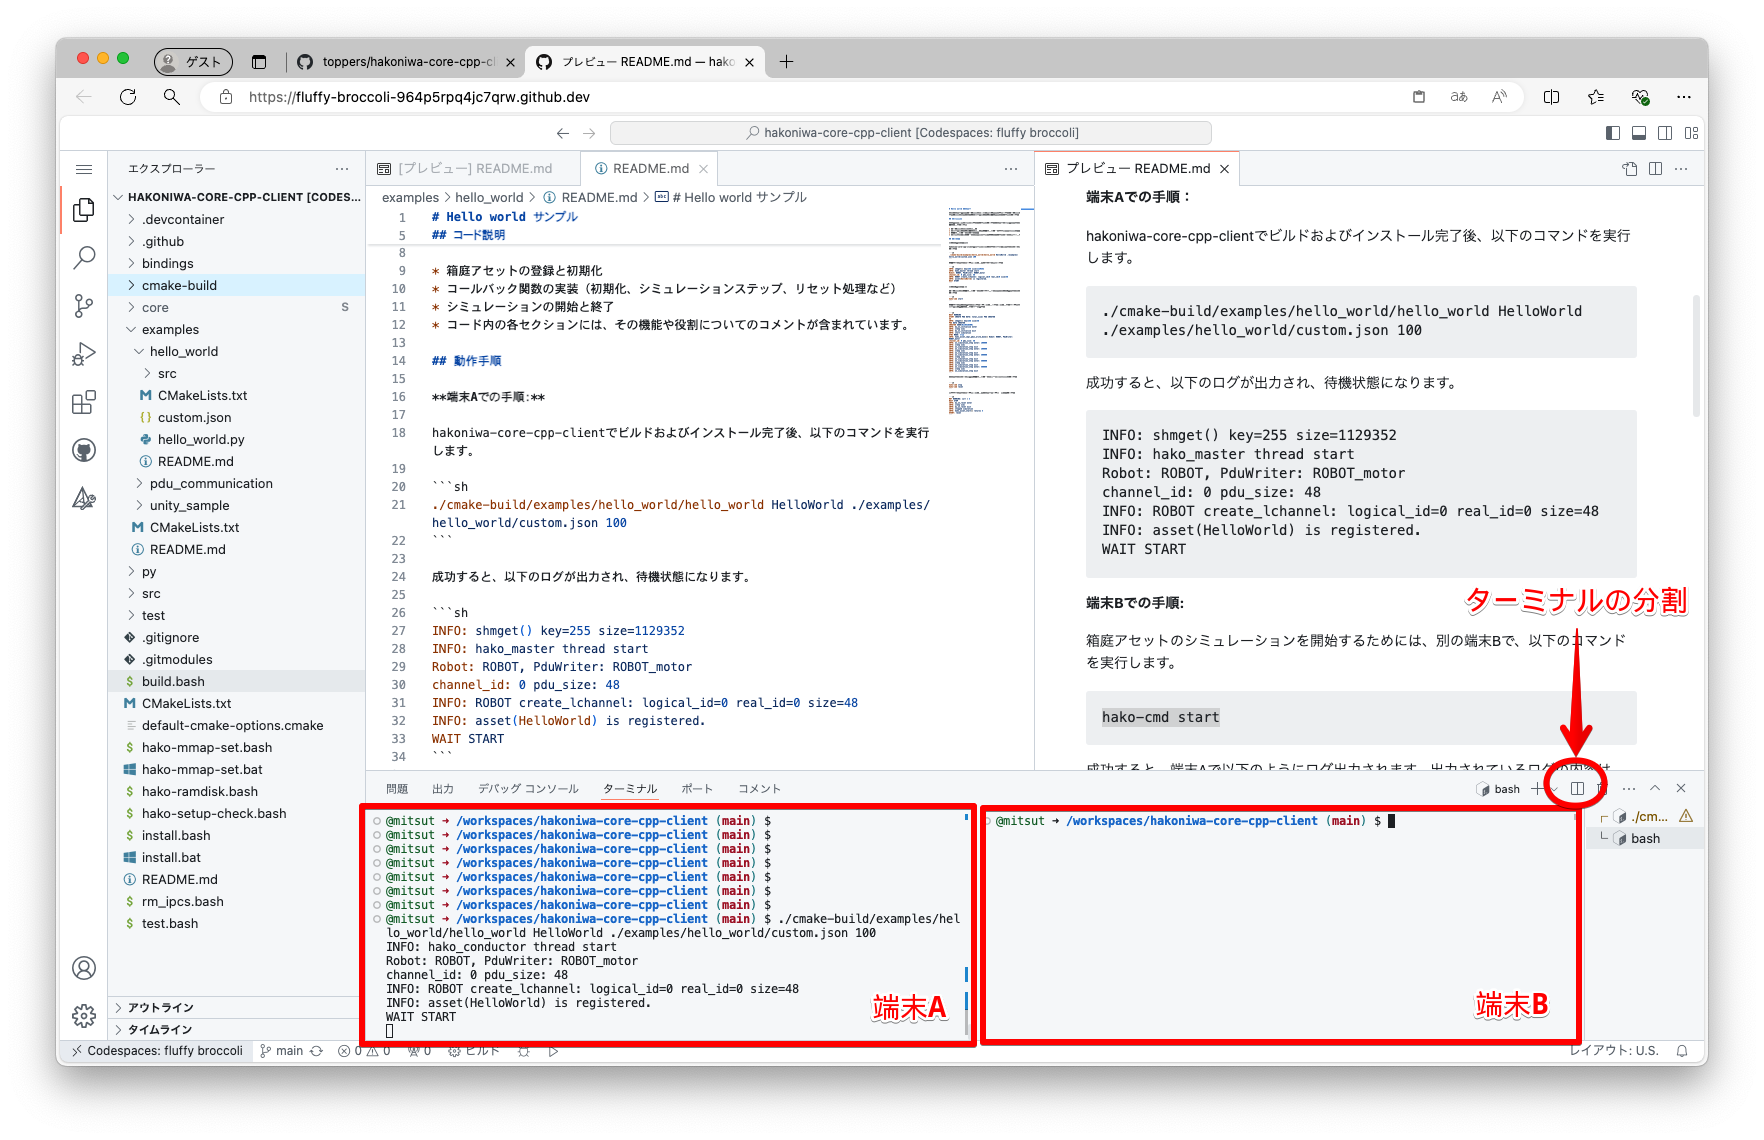 ゲスト
toppers/hakoniwa-core-cpp-cl
プレビュー README.md — hako
https://fluffy-broccoli-964p5rpq4jc7qrw.github.dev
hakoniwa-core-cpp-client [Codespaces: fluffy broccoli]
エクスプローラー
HAKONIWA-CORE-CPP-CLIENT [CODES...
.devcontainer
.github
bindings
cmake-build
core S
examples
hello_world
src
CMakeLists.txt
custom.json
hello_world.py
README.md
pdu_communication
unity_sample
CMakeLists.txt
README.md
py
src
test
.gitignore
.gitmodules
build.bash
CMakeLists.txt
default-cmake-options.cmake
hako-mmap-set.bash
hako-mmap-set.bat
hako-ramdisk.bash
hako-setup-check.bash
install.bash
install.bat
README.md
rm_ipcs.bash
test.bash
アウトライン
タイムライン
[プレビュー] README.md
README.md
examples > hello_world > README.md > # Hello world サンプル
1 # Hello world サンプル
5 ## コード説明
8
9 * 箱庭アセットの登録と初期化
10 * コールバック関数の実装（初期化、シミュレーションステップ、リセット処理など）
11 * シミュレーションの開始と終了
12 * コード内の各セクションには、その機能や役割についてのコメントが含まれています。
13
14 ## 動作手順
15
16 **端末Aでの手順:**
17
18 hakoniwa-core-cpp-clientでビルドおよびインストール完了後、以下のコマンドを実行
します。
19
20 ```sh
21 ./cmake-build/examples/hello_world/hello_world HelloWorld ./examples/
hello_world/custom.json 100
22 ```
23
24 成功すると、以下のログが出力され、待機状態になります。
25
26 ```sh
27 INFO: shmget() key=255 size=1129352
28 INFO: hako_master thread start
29 Robot: ROBOT, PduWriter: ROBOT_motor
30 channel_id: 0 pdu_size: 48
31 INFO: ROBOT create_lchannel: logical_id=0 real_id=0 size=48
32 INFO: asset(HelloWorld) is registered.
33 WAIT START
34 ```
プレビュー README.md
端末Aでの手順：
hakoniwa-core-cpp-clientでビルドおよびインストール完了後、以下のコマンドを実行
します。
./cmake-build/examples/hello_world/hello_world HelloWorld
./examples/hello_world/custom.json 100
成功すると、以下のログが出力され、待機状態になります。
INFO: shmget() key=255 size=1129352
INFO: hako_master thread start
Robot: ROBOT, PduWriter: ROBOT_motor
channel_id: 0 pdu_size: 48
INFO: ROBOT create_lchannel: logical_id=0 real_id=0 size=48
INFO: asset(HelloWorld) is registered.
WAIT START
端末Bでの手順:
ターミナルの分割
箱庭アセットのシミュレーションを開始するためには、別の端末Bで、以下のコマンド
を実行します。
hako-cmd start
成功すると、端末Aで以下のようにログ出力されます。出力されているログの内容は、
問題 出力 デバッグ コンソール ターミナル ポート コメント
bash
@mitsut → /workspaces/hakoniwa-core-cpp-client (main) $
@mitsut → /workspaces/hakoniwa-core-cpp-client (main) $
@mitsut → /workspaces/hakoniwa-core-cpp-client (main) $
@mitsut → /workspaces/hakoniwa-core-cpp-client (main) $
@mitsut → /workspaces/hakoniwa-core-cpp-client (main) $
@mitsut → /workspaces/hakoniwa-core-cpp-client (main) $
@mitsut → /workspaces/hakoniwa-core-cpp-client (main) $
@mitsut → /workspaces/hakoniwa-core-cpp-client (main) $ ./cmake-build/examples/hel
lo_world/hello_world HelloWorld ./examples/hello_world/custom.json 100
INFO: hako_conductor thread start
Robot: ROBOT, PduWriter: ROBOT_motor
channel_id: 0 pdu_size: 48
INFO: ROBOT create_lchannel: logical_id=0 real_id=0 size=48
INFO: asset(HelloWorld) is registered.
WAIT START
端末A
@mitsut → /workspaces/hakoniwa-core-cpp-client (main) $
端末B
./cm...
bash
Codespaces: fluffy broccoli main 0 0 0 ビルド
レイアウト: U.S.